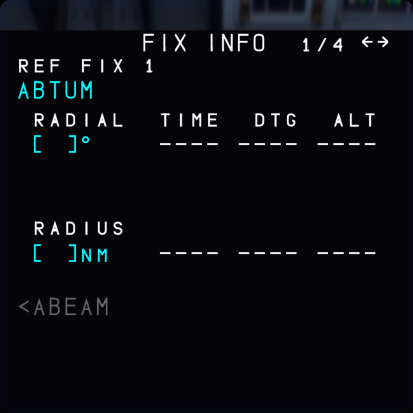 FIX INFO 1/4 ←→
REF FIX 1
ABTUM
RADIAL TIME DTG ALT
[ ]° ---- ---- ----
RADIUS
[ ]NM ---- ---- ----
<ABEAM